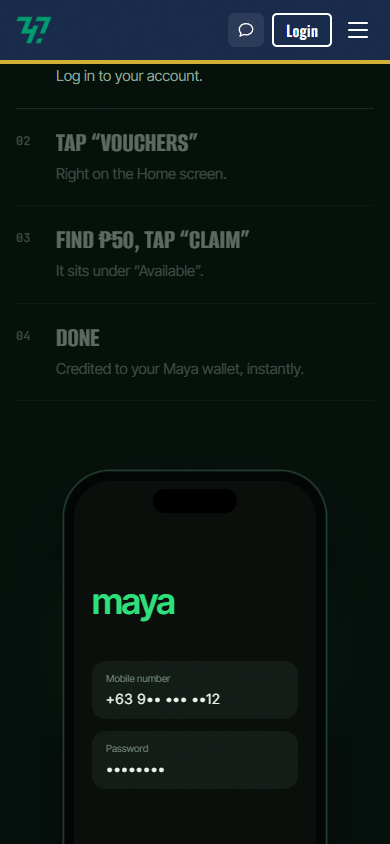 Login
Log in to your account.
02
TAP “VOUCHERS”
Right on the Home screen.
03
FIND ₱50, TAP “CLAIM”
It sits under “Available”.
04
DONE
Credited to your Maya wallet, instantly.
maya
Mobile number
+63 9•• ••• ••12
Password
••••••••